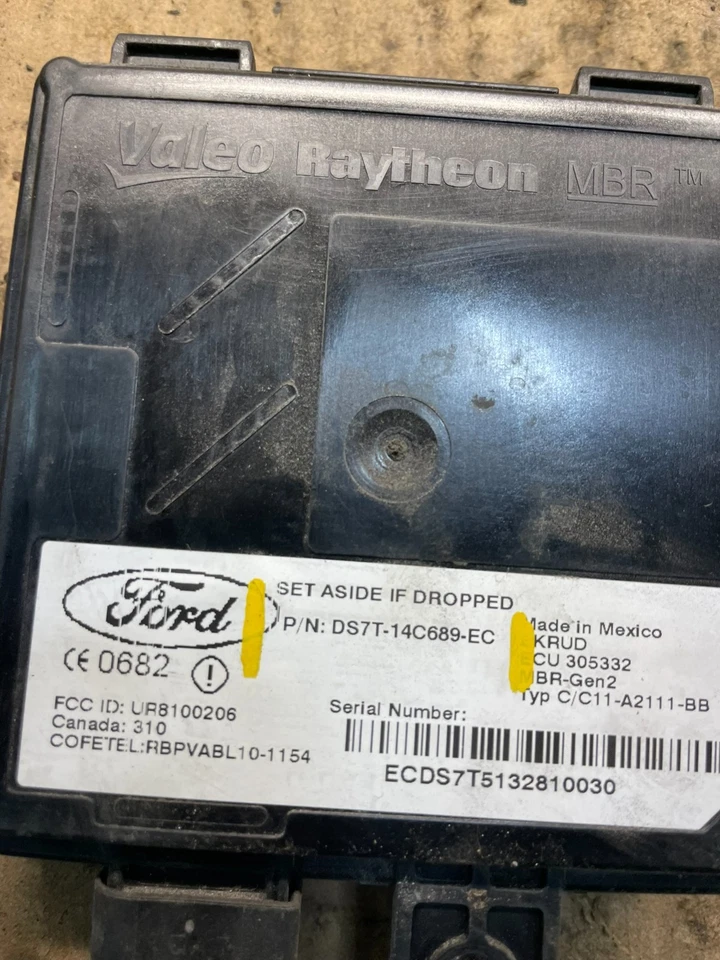 Valeo Raytheon MBR™
Ford
SET ASIDE IF DROPPED
P/N: DS7T-14C689-EC
CE 0682
FCC ID: UR8100206
Canada: 310
COFETEL:RBPVABL10-1154
Made in Mexico
KRUD
ECU 305332
MBR-Gen2
Typ C/C11-A2111-BB
Serial Number:
ECDS7T5132810030